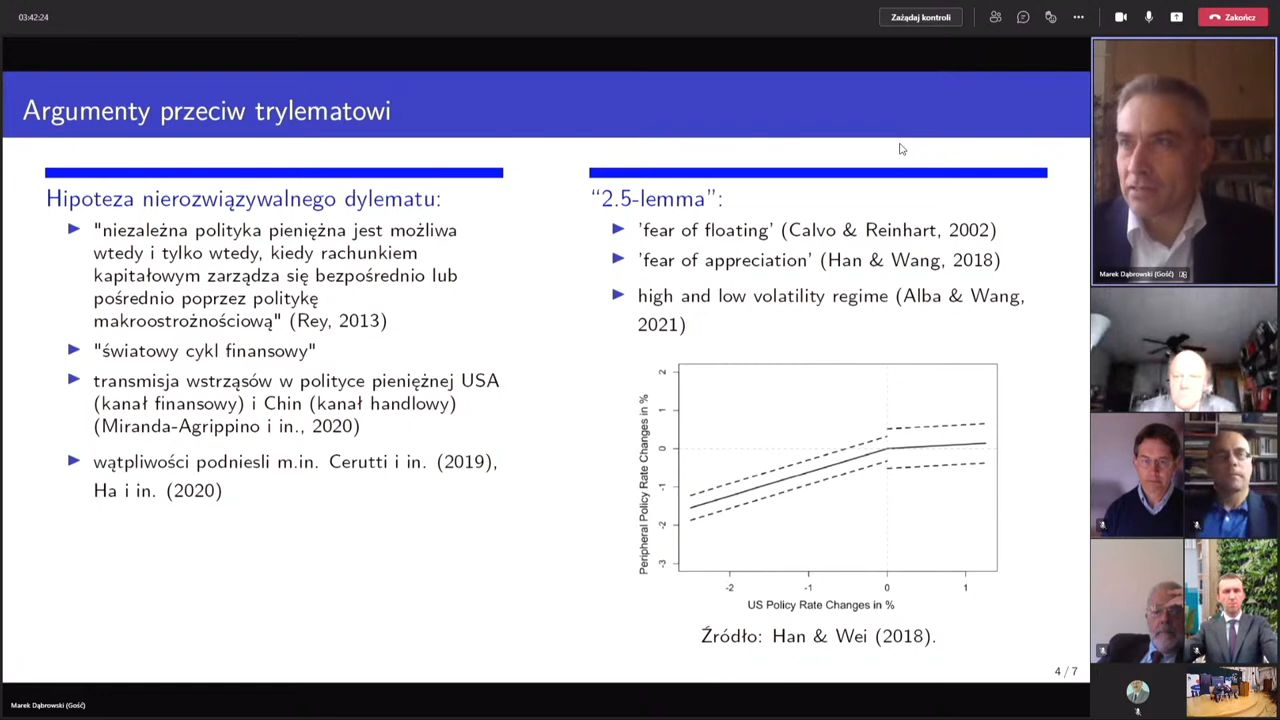 03:42:24
Zażądaj kontroli
Zakończ
Argumenty przeciw trylematowi
Hipoteza nierozwiązywalnego dylematu:
"niezależna polityka pieniężna jest możliwa
wtedy i tylko wtedy, kiedy rachunkiem
kapitałowym zarządza się bezpośrednio lub
pośrednio poprzez politykę
makroostrożnościową" (Rey, 2013)
"światowy cykl finansowy"
transmisja wstrząsów w polityce pieniężnej USA
(kanał finansowy) i Chin (kanał handlowy)
(Miranda-Agrippino i in., 2020)
wątpliwości podniesli m.in. Cerutti i in. (2019),
Ha i in. (2020)
“2.5-lemma”:
'fear of floating' (Calvo & Reinhart, 2002)
'fear of appreciation' (Han & Wang, 2018)
high and low volatility regime (Alba & Wang,
2021)
Peripheral Policy Rate Changes in %
2
1
0
-1
-2
-3
-2 -1 0 1
US Policy Rate Changes in %
Źródło: Han & Wei (2018).
4 / 7
Marek Dąbrowski (Gość)
Marek Dąbrowski (Gość)